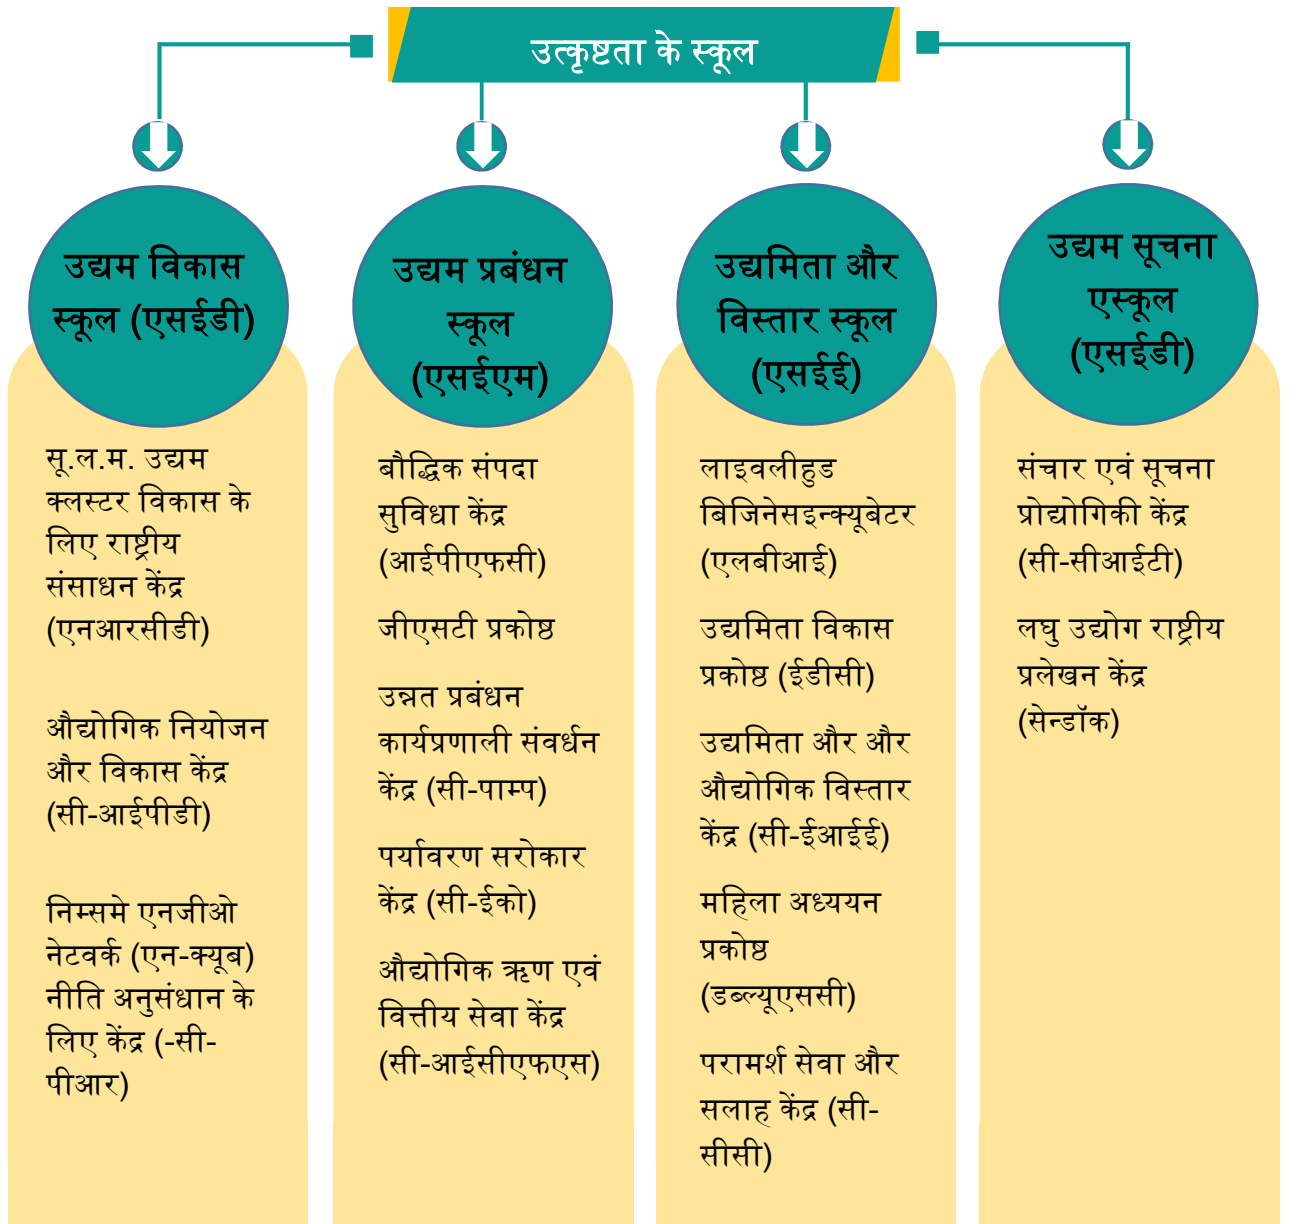 उत्कृष्टता के स्कूल
उद्यम विकास
स्कूल (एसईडी)
सू.ल.म. उद्यम
क्लस्टर विकास के
लिए राष्ट्रीय
संसाधन केंद्र
(एनआरसीडी)
औद्योगिक नियोजन
और विकास केंद्र
(सी-आईपीडी)
निम्समे एनजीओ
नेटवर्क (एन-क्यूब)
नीति अनुसंधान के
लिए केंद्र (-सी-
पीआर)
उद्यम प्रबंधन
स्कूल
(एसईएम)
बौद्धिक संपदा
सुविधा केंद्र
(आईपीएफसी)
जीएसटी प्रकोष्ठ
उन्नत प्रबंधन
कार्यप्रणाली संवर्धन
केंद्र (सी-पाम्प)
पर्यावरण सरोकार
केंद्र (सी-ईको)
औद्योगिक ऋण एवं
वित्तीय सेवा केंद्र
(सी-आईसीएफएस)
उद्यमिता और
विस्तार स्कूल
(एसईई)
लाइवलीहुड
बिजिनेसइन्क्यूबेटर
(एलबीआई)
उद्यमिता विकास
प्रकोष्ठ (ईडीसी)
उद्यमिता और और
औद्योगिक विस्तार
केंद्र (सी-ईआईई)
महिला अध्ययन
प्रकोष्ठ
(डब्ल्यूएससी)
परामर्श सेवा और
सलाह केंद्र (सी-
सीसी)
उद्यम सूचना
एस्कूल
(एसईडी)
संचार एवं सूचना
प्रोद्योगिकी केंद्र
(सी-सीआईटी)
लघु उद्योग राष्ट्रीय
प्रलेखन केंद्र
(सेन्डॉक)